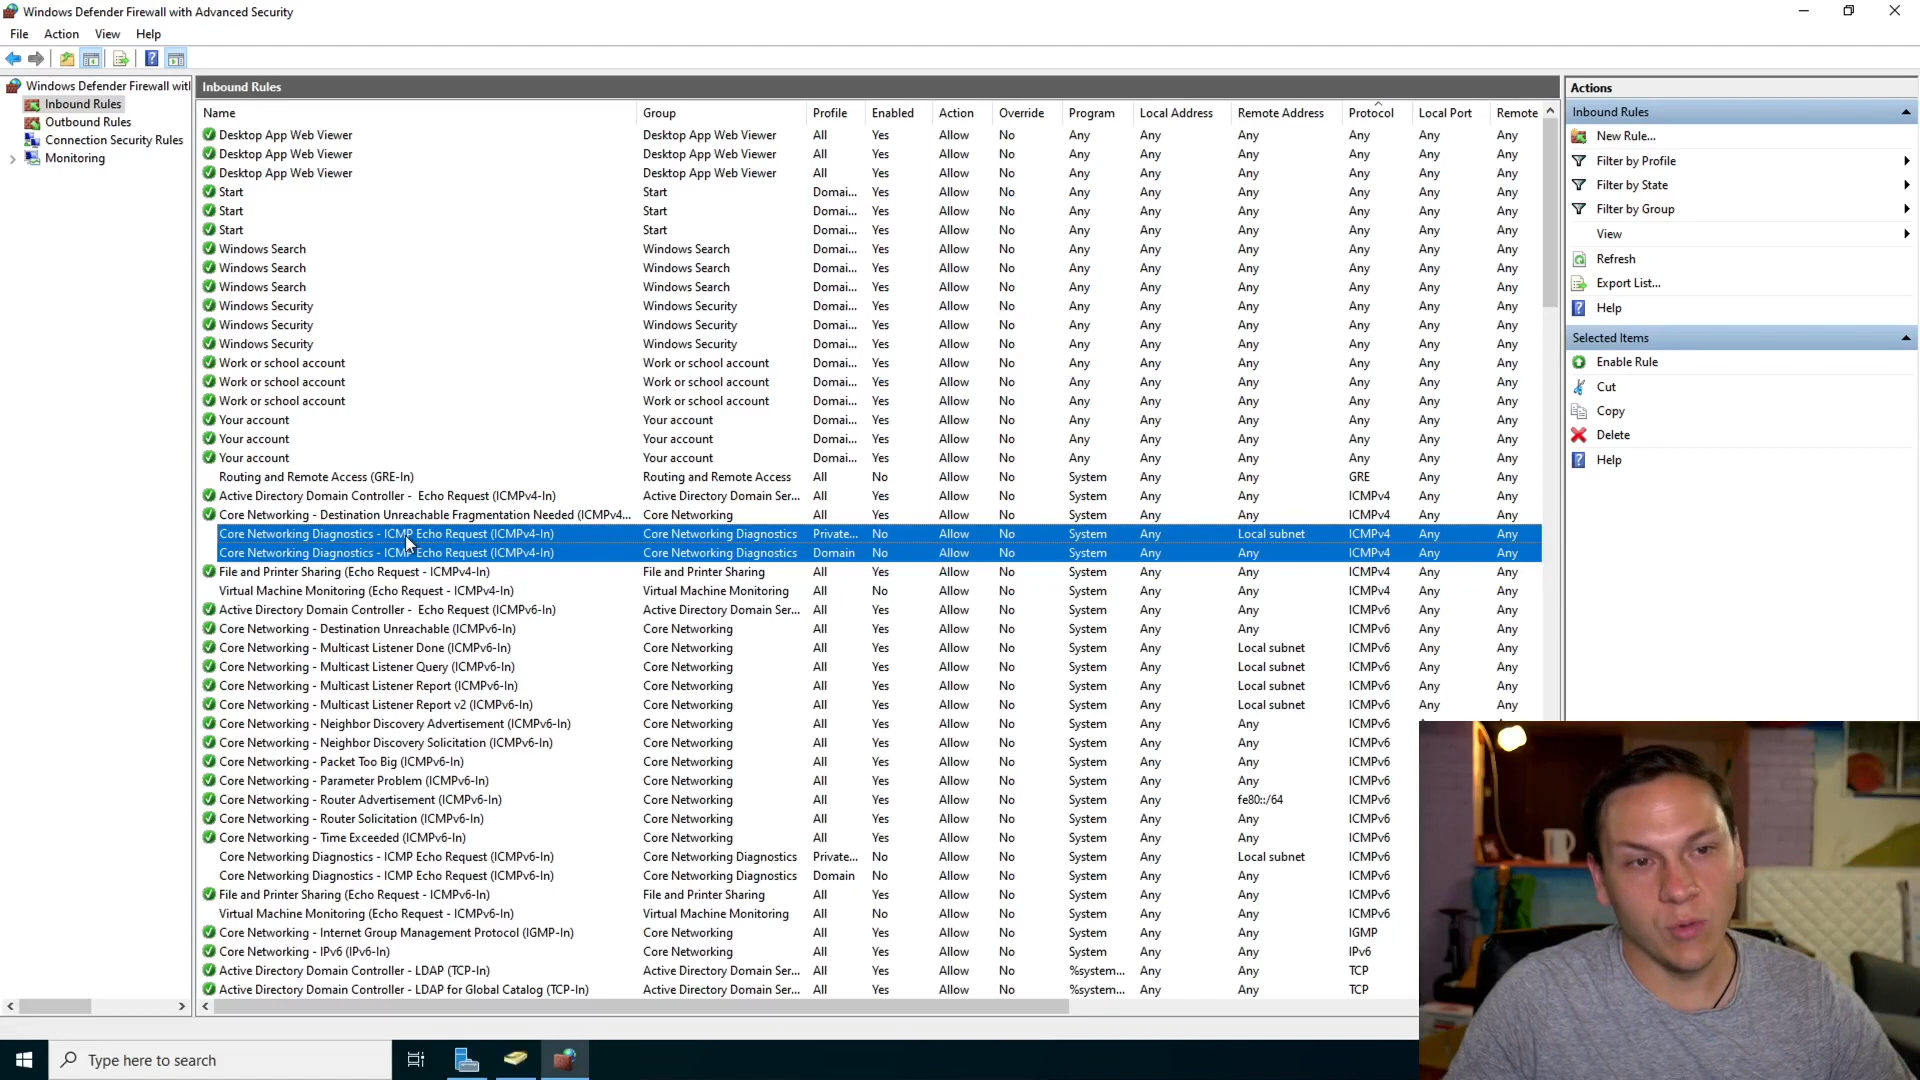 Windows Defender Firewall with Advanced Security
File Action View Help
Windows Defender Firewall witl
Inbound Rules
Outbound Rules
Connection Security Rules
Monitoring
Inbound Rules
Name Group Profile Enabled Action Override Program Local Address Remote Address Protocol Local Port Remote
Desktop App Web Viewer Desktop App Web Viewer All Yes Allow No Any Any Any Any Any Any
Desktop App Web Viewer Desktop App Web Viewer All Yes Allow No Any Any Any Any Any Any
Desktop App Web Viewer Desktop App Web Viewer All Yes Allow No Any Any Any Any Any Any
Start Start Domai... Yes Allow No Any Any Any Any Any Any
Start Start Domai... Yes Allow No Any Any Any Any Any Any
Start Start Domai... Yes Allow No Any Any Any Any Any Any
Windows Search Windows Search Domai... Yes Allow No Any Any Any Any Any Any
Windows Search Windows Search Domai... Yes Allow No Any Any Any Any Any Any
Windows Search Windows Search Domai... Yes Allow No Any Any Any Any Any Any
Windows Security Windows Security Domai... Yes Allow No Any Any Any Any Any Any
Windows Security Windows Security Domai... Yes Allow No Any Any Any Any Any Any
Windows Security Windows Security Domai... Yes Allow No Any Any Any Any Any Any
Work or school account Work or school account Domai... Yes Allow No Any Any Any Any Any Any
Work or school account Work or school account Domai... Yes Allow No Any Any Any Any Any Any
Work or school account Work or school account Domai... Yes Allow No Any Any Any Any Any Any
Your account Your account Domai... Yes Allow No Any Any Any Any Any Any
Your account Your account Domai... Yes Allow No Any Any Any Any Any Any
Your account Your account Domai... Yes Allow No Any Any Any Any Any Any
Routing and Remote Access (GRE-In) Routing and Remote Access All No Allow No System Any Any GRE Any Any
Active Directory Domain Controller - Echo Request (ICMPv4-In) Active Directory Domain Ser... All Yes Allow No System Any Any ICMPv4 Any Any
Core Networking - Destination Unreachable Fragmentation Needed (ICMPv4... Core Networking All Yes Allow No System Any Any ICMPv4 Any Any
Core Networking Diagnostics - ICMP Echo Request (ICMPv4-In) Core Networking Diagnostics Private... No Allow No System Any Local subnet ICMPv4 Any Any
Core Networking Diagnostics - ICMP Echo Request (ICMPv4-In) Core Networking Diagnostics Domain No Allow No System Any Any ICMPv4 Any Any
File and Printer Sharing (Echo Request - ICMPv4-In) File and Printer Sharing All Yes Allow No System Any Any ICMPv4 Any Any
Virtual Machine Monitoring (Echo Request - ICMPv4-In) Virtual Machine Monitoring All No Allow No System Any Any ICMPv4 Any Any
Active Directory Domain Controller - Echo Request (ICMPv6-In) Active Directory Domain Ser... All Yes Allow No System Any Any ICMPv6 Any Any
Core Networking - Destination Unreachable (ICMPv6-In) Core Networking All Yes Allow No System Any Any ICMPv6 Any Any
Core Networking - Multicast Listener Done (ICMPv6-In) Core Networking All Yes Allow No System Any Local subnet ICMPv6 Any Any
Core Networking - Multicast Listener Query (ICMPv6-In) Core Networking All Yes Allow No System Any Local subnet ICMPv6 Any Any
Core Networking - Multicast Listener Report (ICMPv6-In) Core Networking All Yes Allow No System Any Local subnet ICMPv6 Any Any
Core Networking - Multicast Listener Report v2 (ICMPv6-In) Core Networking All Yes Allow No System Any Local subnet ICMPv6 Any Any
Core Networking - Neighbor Discovery Advertisement (ICMPv6-In) Core Networking All Yes Allow No System Any Any ICMPv6
Core Networking - Neighbor Discovery Solicitation (ICMPv6-In) Core Networking All Yes Allow No System Any Any ICMPv6
Core Networking - Packet Too Big (ICMPv6-In) Core Networking All Yes Allow No System Any Any ICMPv6
Core Networking - Parameter Problem (ICMPv6-In) Core Networking All Yes Allow No System Any Any ICMPv6
Core Networking - Router Advertisement (ICMPv6-In) Core Networking All Yes Allow No System Any fe80::/64 ICMPv6
Core Networking - Router Solicitation (ICMPv6-In) Core Networking All Yes Allow No System Any Any ICMPv6
Core Networking - Time Exceeded (ICMPv6-In) Core Networking All Yes Allow No System Any Any ICMPv6
Core Networking Diagnostics - ICMP Echo Request (ICMPv6-In) Core Networking Diagnostics Private... No Allow No System Any Local subnet ICMPv6
Core Networking Diagnostics - ICMP Echo Request (ICMPv6-In) Core Networking Diagnostics Domain No Allow No System Any Any ICMPv6
File and Printer Sharing (Echo Request - ICMPv6-In) File and Printer Sharing All Yes Allow No System Any Any ICMPv6
Virtual Machine Monitoring (Echo Request - ICMPv6-In) Virtual Machine Monitoring All No Allow No System Any Any ICMPv6
Core Networking - Internet Group Management Protocol (IGMP-In) Core Networking All Yes Allow No System Any Any IGMP
Core Networking - IPv6 (IPv6-In) Core Networking All Yes Allow No System Any Any IPv6
Active Directory Domain Controller - LDAP (TCP-In) Active Directory Domain Ser... All Yes Allow No %system... Any Any TCP
Active Directory Domain Controller - LDAP for Global Catalog (TCP-In) Active Directory Domain Ser... All Yes Allow No %system... Any Any TCP
Actions
Inbound Rules
New Rule...
Filter by Profile
Filter by State
Filter by Group
View
Refresh
Export List...
Help
Selected Items
Enable Rule
Cut
Copy
Delete
Help
Type here to search